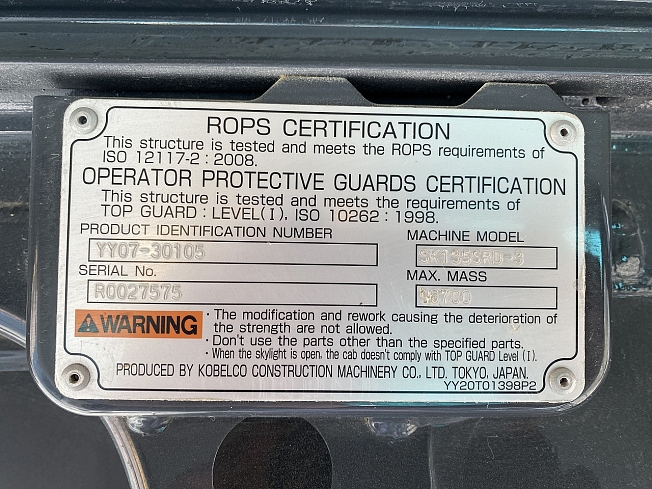 ROPS CERTIFICATION
This structure is tested and meets the ROPS requirements of
ISO 12117-2 : 2008.
OPERATOR PROTECTIVE GUARDS CERTIFICATION
This structure is tested and meets the requirements of
TOP GUARD : LEVEL(I), ISO 10262 : 1998.
PRODUCT IDENTIFICATION NUMBER
YY07-30105
MACHINE MODEL
SK135SRD-3
SERIAL No.
R0027575
MAX. MASS
WARNING
· The modification and rework causing the deterioration of
the strength are not allowed.
· Don't use the parts other than the specified parts.
· When the skylight is open, the cab doesn't comply with TOP GUARD Level (I).
PRODUCED BY KOBELCO CONSTRUCTION MACHINERY CO., LTD. TOKYO, JAPAN.
YY20T01398P2